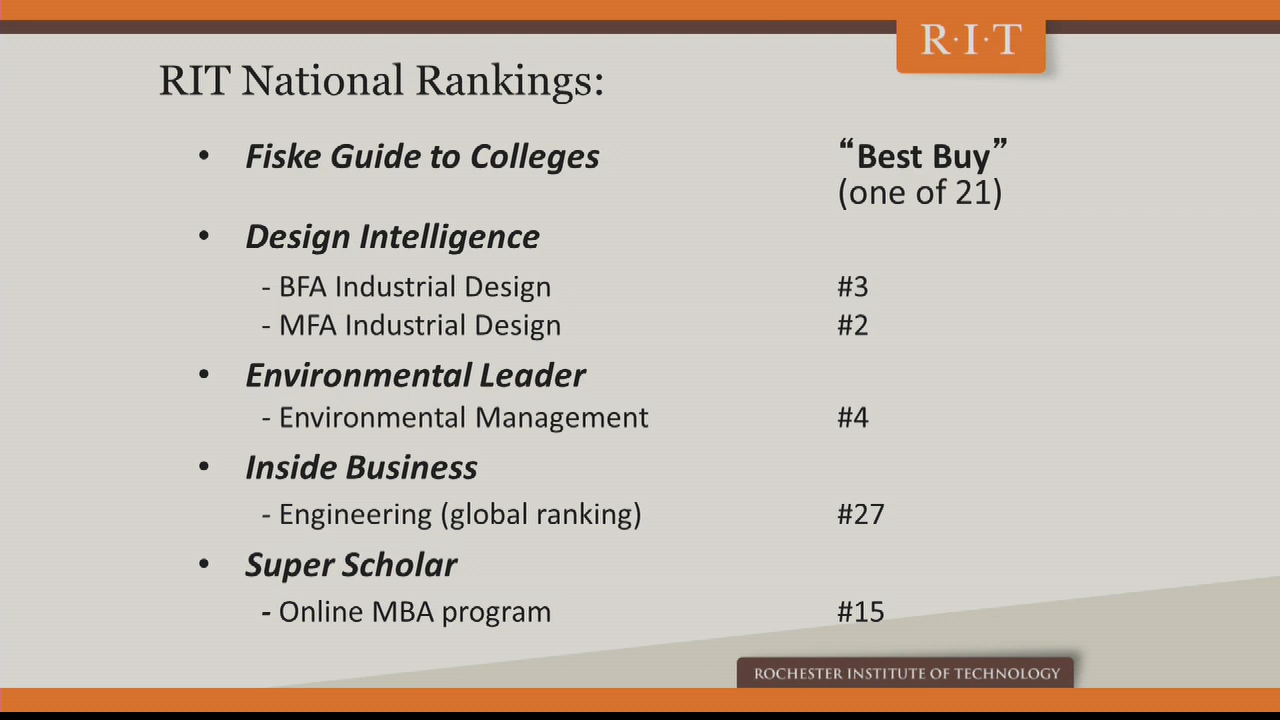 R·I·T
RIT National Rankings:
• Fiske Guide to Colleges “Best Buy”
(one of 21)
• Design Intelligence
- BFA Industrial Design #3
- MFA Industrial Design #2
• Environmental Leader
- Environmental Management #4
• Inside Business
- Engineering (global ranking) #27
• Super Scholar
- Online MBA program #15
ROCHESTER INSTITUTE OF TECHNOLOGY